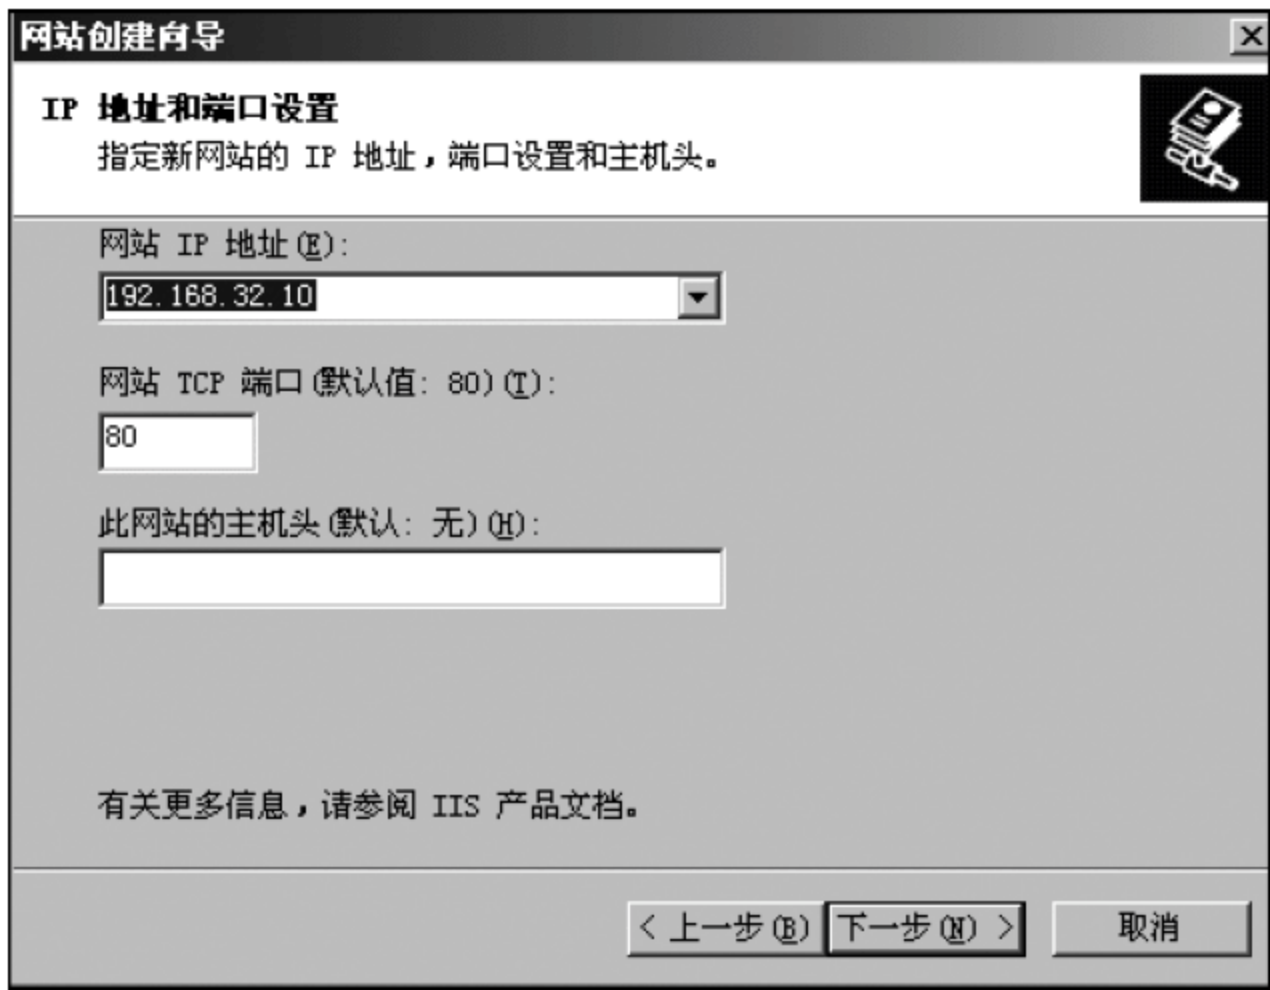 网站创建向导
IP 地址和端口设置
指定新网站的 IP 地址，端口设置和主机头。
网站 IP 地址(E):
192.168.32.10
网站 TCP 端口(默认值: 80)(T):
80
此网站的主机头(默认: 无)(H):
有关更多信息，请参阅 IIS 产品文档。
< 上一步(B) 下一步(N) > 取消